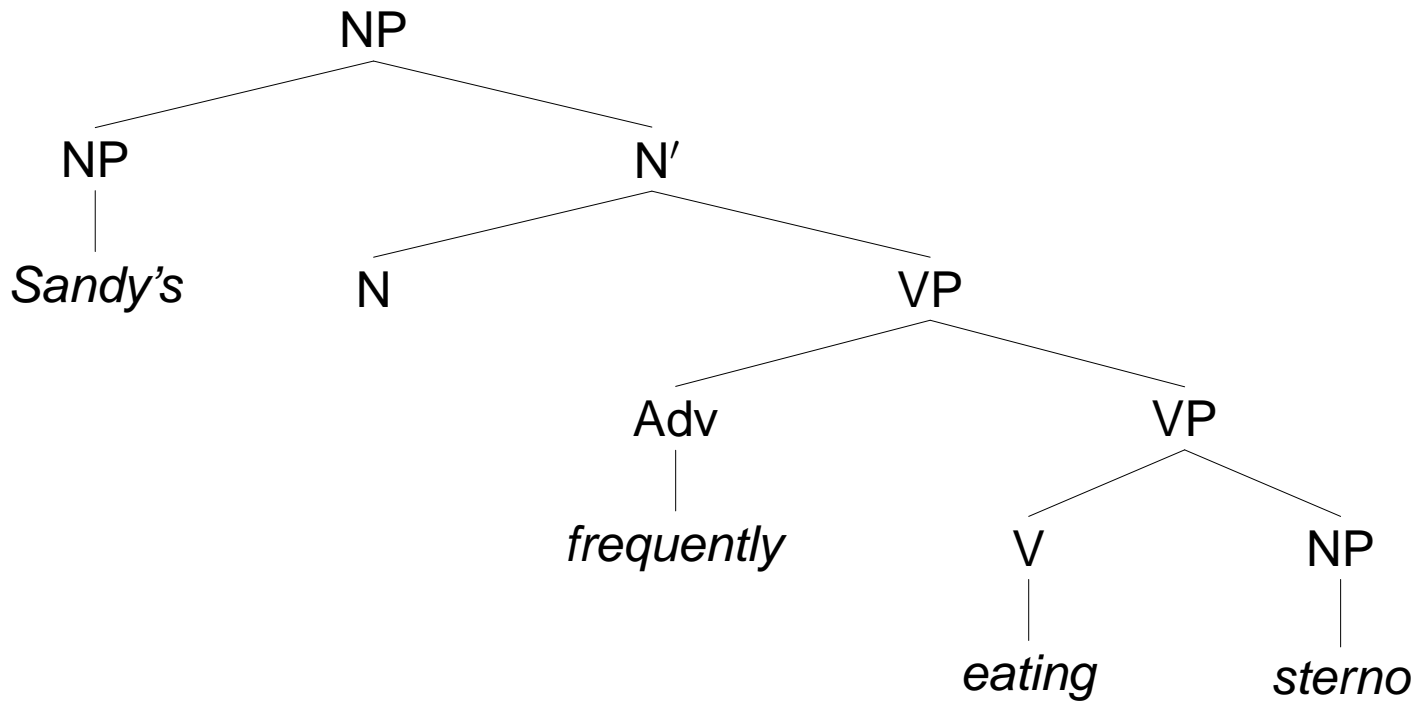 NP
NP N′
Sandy’s N VP
Adv VP
frequently V NP
eating sterno